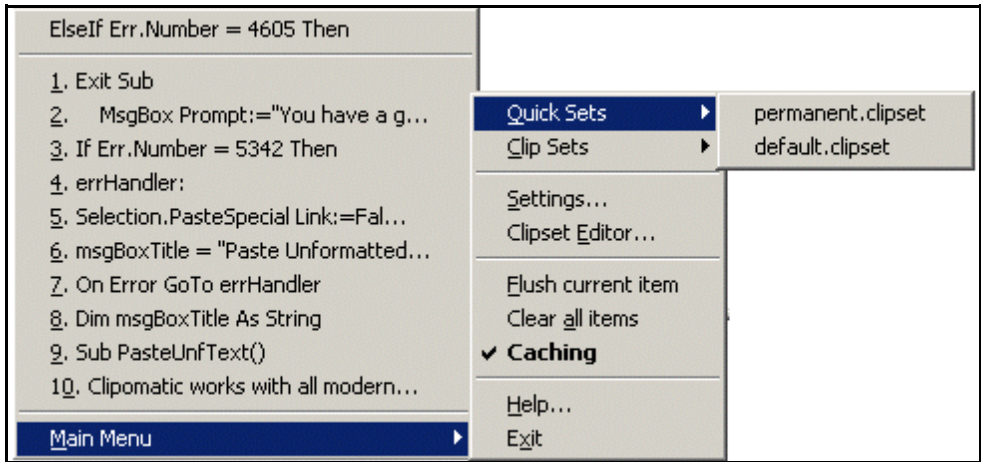 ElseIf Err.Number = 4605 Then
1. Exit Sub
2. MsgBox Prompt:="You have a g...
3. If Err.Number = 5342 Then
4. errHandler:
5. Selection.PasteSpecial Link:=Fal...
6. msgBoxTitle = "Paste Unformatted...
7. On Error GoTo errHandler
8. Dim msgBoxTitle As String
9. Sub PasteUnfText()
10. Clipomatic works with all modern...
Main Menu
Quick Sets
Clip Sets
Settings...
Clipset Editor...
Flush current item
Clear all items
Caching
Help...
Exit
permanent.clipset
default.clipset